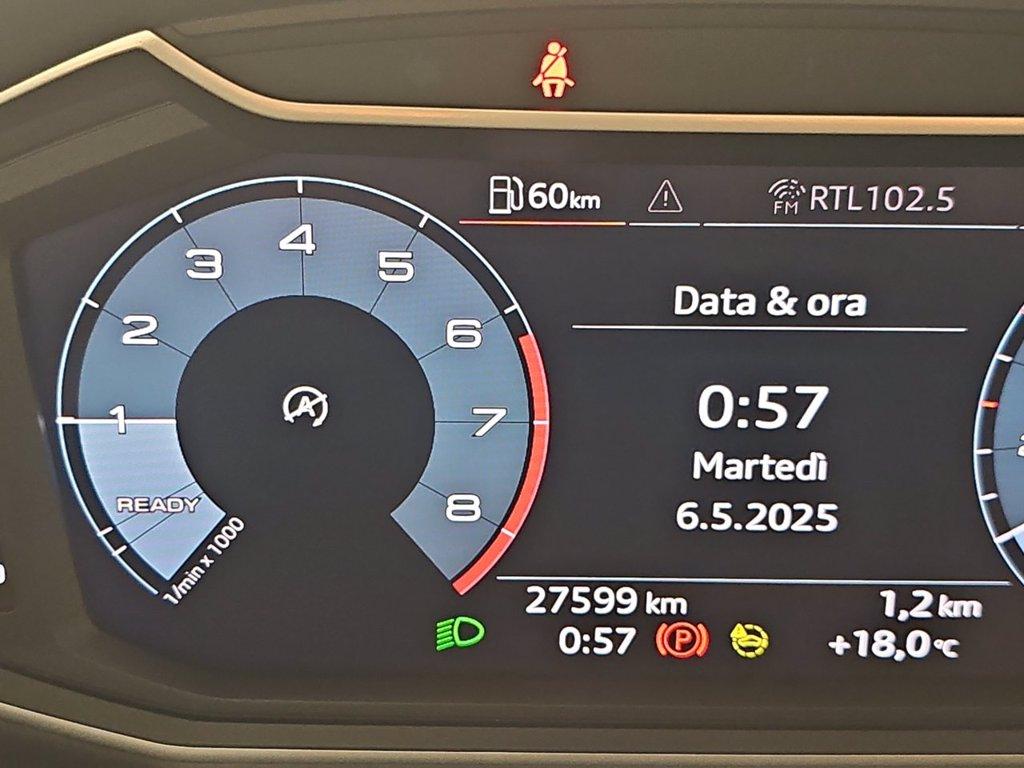 60km
FM RTL102.5
1
2
3
4
5
6
7
8
READY
1/min x 1000
A
Data & ora
0:57
Martedì
6.5.2025
27599 km
1,2 km
0:57
P
+18,0°C